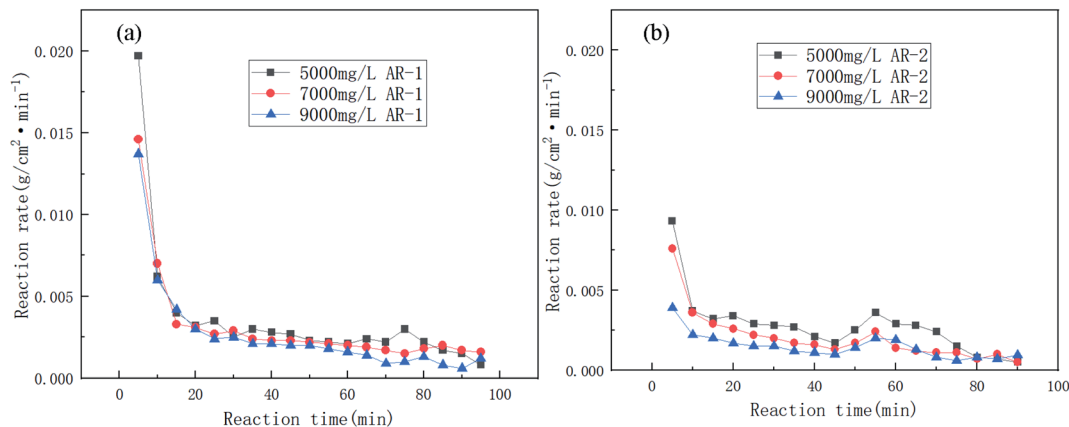 (a)
Reaction rate(g/cm²•min⁻¹)
0.020
0.015
0.010
0.005
0.000
5000mg/L AR-1
7000mg/L AR-1
9000mg/L AR-1
0 20 40 60 80 100
Reaction time(min)
(b)
Reaction rate(g/cm²•min⁻¹)
0.020
0.015
0.010
0.005
0.000
5000mg/L AR-2
7000mg/L AR-2
9000mg/L AR-2
0 20 40 60 80 100
Reaction time(min)